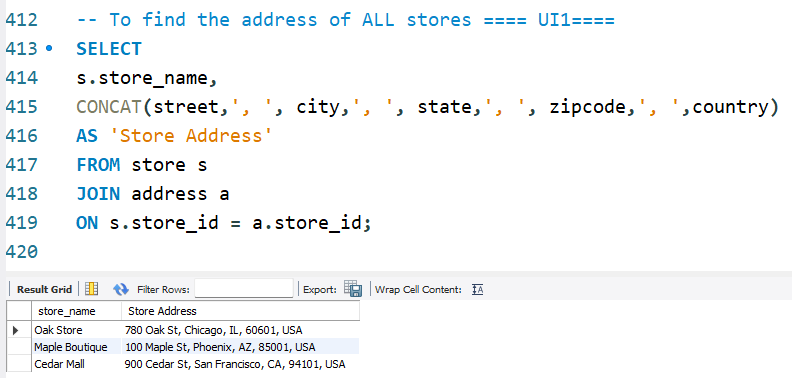 412 -- To find the address of ALL stores ==== UI1====
413 SELECT
414 s.store_name,
415 CONCAT(street,', ', city,', ', state,', ', zipcode,', ',country)
416 AS 'Store Address'
417 FROM store s
418 JOIN address a
419 ON s.store_id = a.store_id;
420
Result Grid Filter Rows: Export: Wrap Cell Content:
store_name Store Address
Oak Store 780 Oak St, Chicago, IL, 60601, USA
Maple Boutique 100 Maple St, Phoenix, AZ, 85001, USA
Cedar Mall 900 Cedar St, San Francisco, CA, 94101, USA